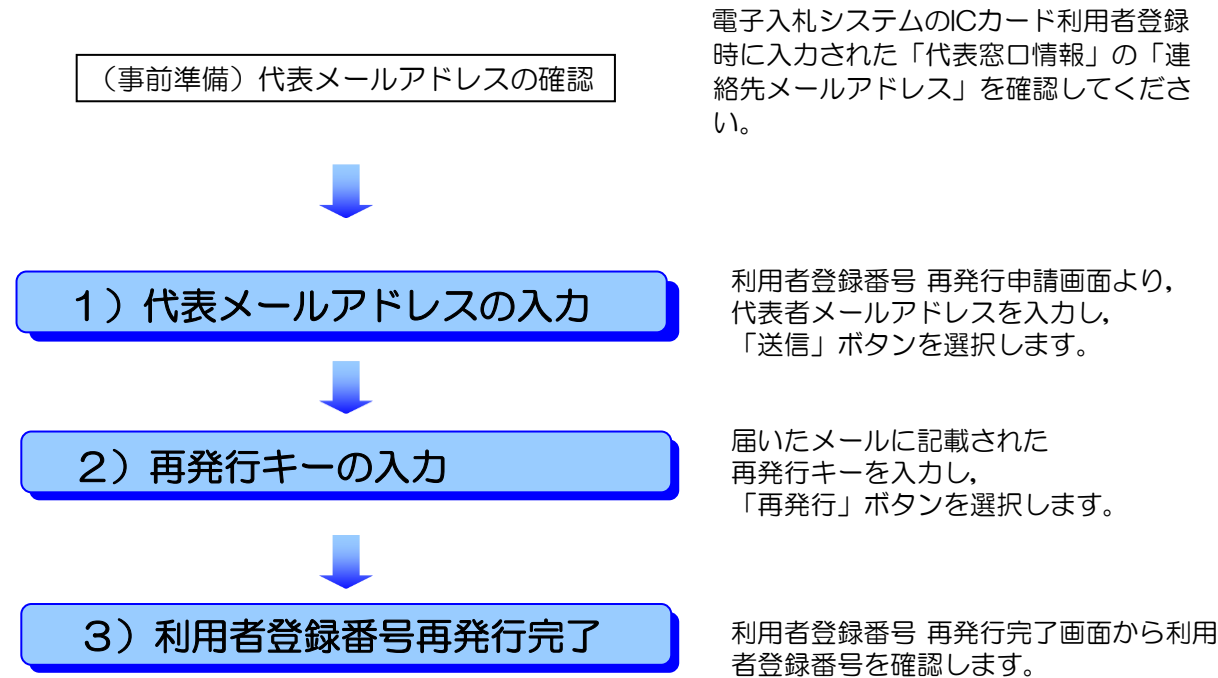 電子入札システムのICカード利用者登録
時に入力された「代表窓口情報」の「連
絡先メールアドレス」を確認してくださ
い。
（事前準備）代表メールアドレスの確認
１）代表メールアドレスの入力
利用者登録番号 再発行申請画面より，
代表者メールアドレスを入力し，
「送信」ボタンを選択します。
２）再発行キーの入力
届いたメールに記載された
再発行キーを入力し，
「再発行」ボタンを選択します。
３）利用者登録番号再発行完了
利用者登録番号 再発行完了画面から利用
者登録番号を確認します。